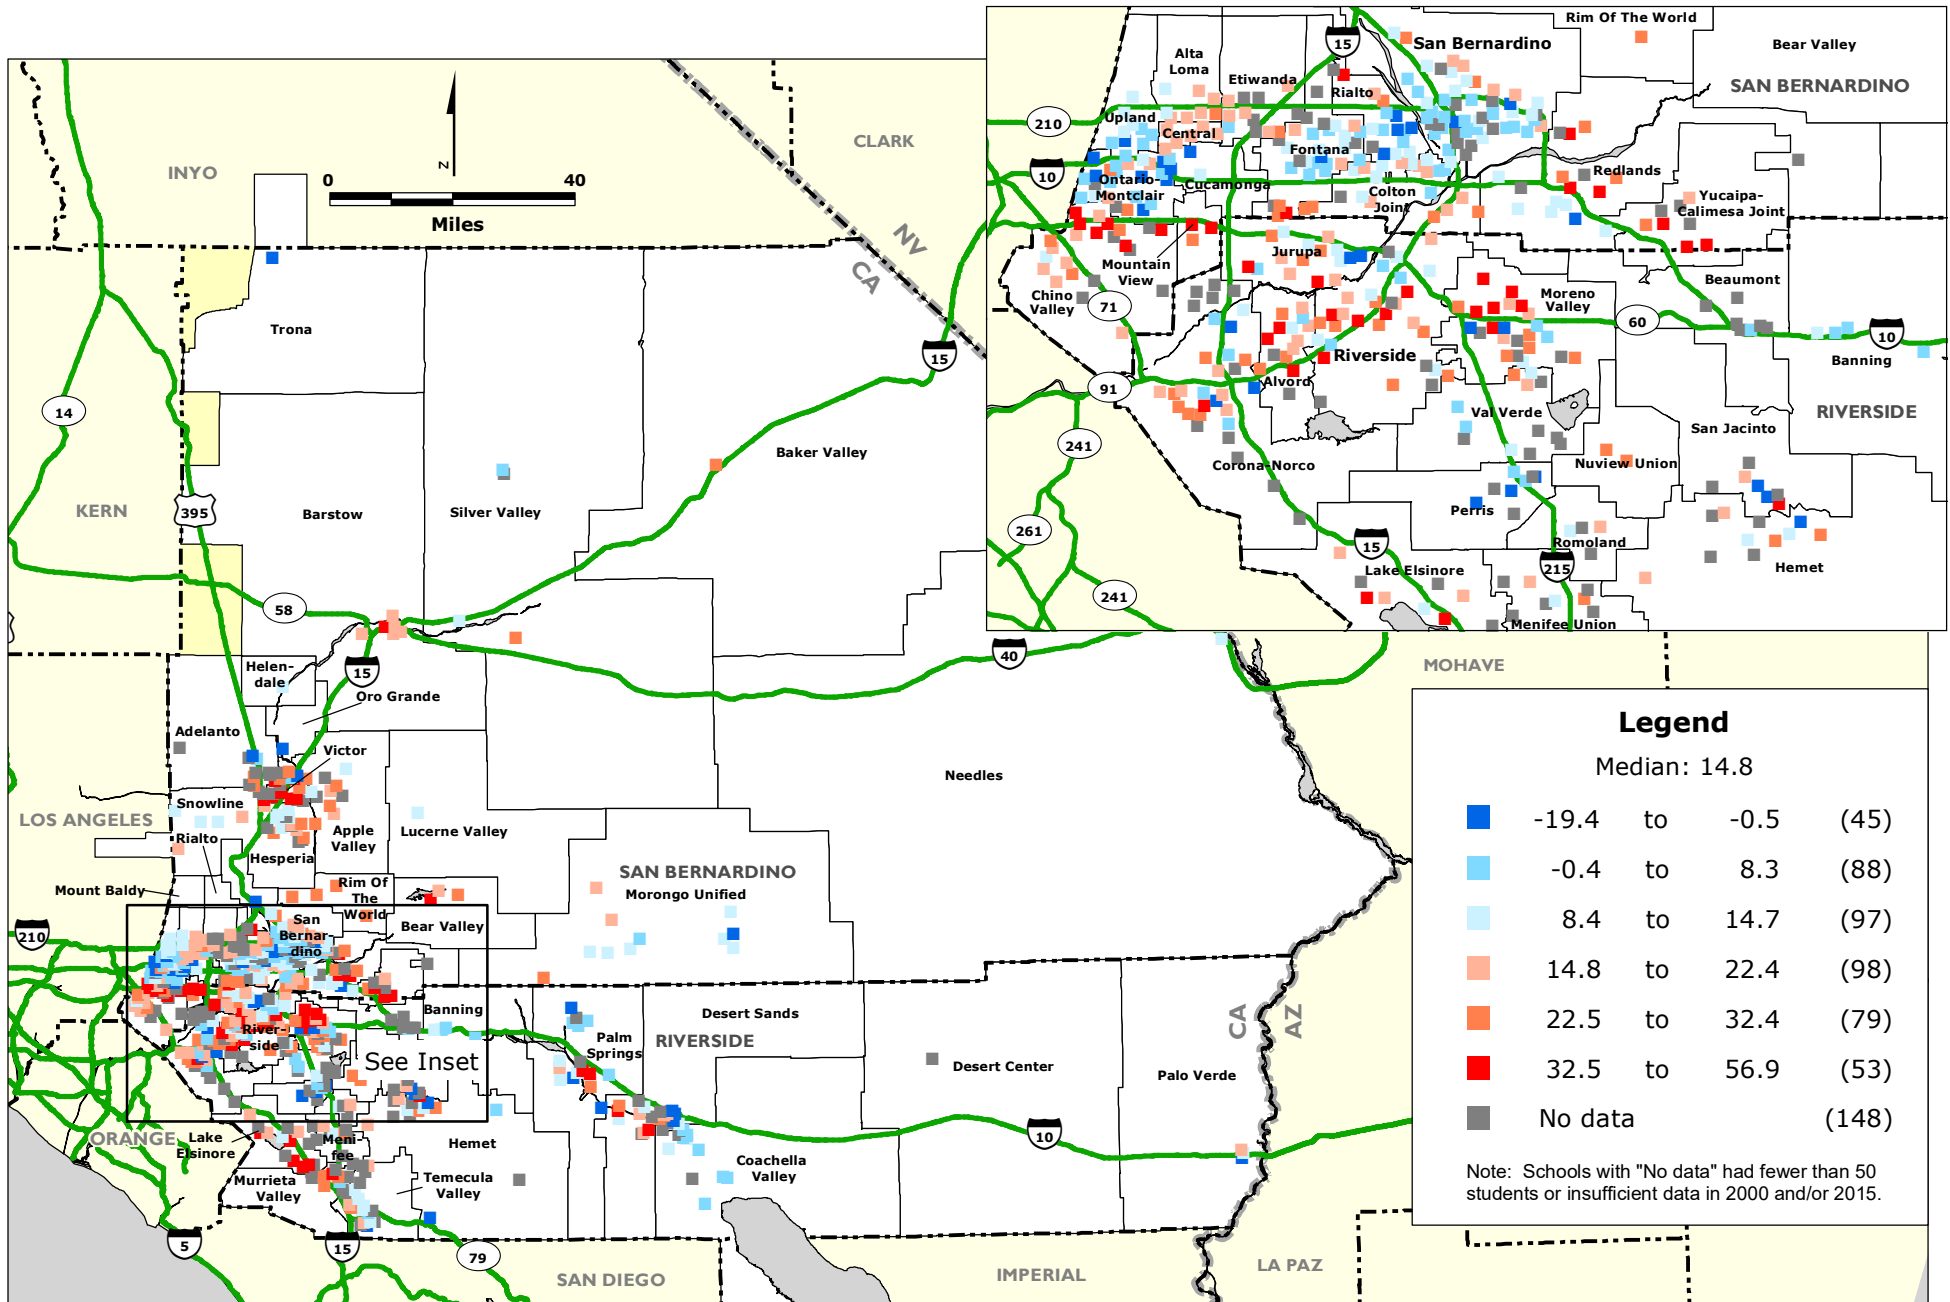 INYO
CLARK
0
40
Miles
N
NV
CA
Trona
15
14
KERN
395
Barstow
Silver Valley
Baker Valley
58
15
40
Helen-
dale
Oro Grande
Adelanto
Victor
Needles
Snowline
LOS ANGELES
Rialto
Apple
Valley
Lucerne Valley
Hesperia
Mount Baldy
Rim Of
The
World
SAN BERNARDINO
Morongo Unified
San
Bernar-
dino
Bear Valley
210
Banning
Desert Sands
Palm
Springs
RIVERSIDE
River-
side
See Inset
Desert Center
Palo Verde
CA
AZ
ORANGE
Lake
Elsinore
Meni-
fee
Hemet
10
Murrieta
Valley
Temecula
Valley
Coachella
Valley
5
15
79
SAN DIEGO
IMPERIAL
LA PAZ
MOHAVE
Rim Of The World
15
San Bernardino
Bear Valley
Alta
Loma
Etiwanda
Rialto
SAN BERNARDINO
210
Upland
Central
Fontana
10
Ontario-
Montclair
Cucamonga
Colton
Joint
Redlands
Yucaipa-
Calimesa Joint
Mountain
View
Jurupa
Beaumont
Chino
Valley
71
Moreno
Valley
60
10
Riverside
Banning
91
Alvord
Val Verde
RIVERSIDE
241
San Jacinto
Corona-Norco
Nuview Union
Perris
261
15
Romoland
Lake Elsinore
215
Hemet
241
Menifee Union
Legend
Median: 14.8
-19.4 to -0.5 (45)
-0.4 to 8.3 (88)
8.4 to 14.7 (97)
14.8 to 22.4 (98)
22.5 to 32.4 (79)
32.5 to 56.9 (53)
No data (148)
Note: Schools with "No data" had fewer than 50
students or insufficient data in 2000 and/or 2015.